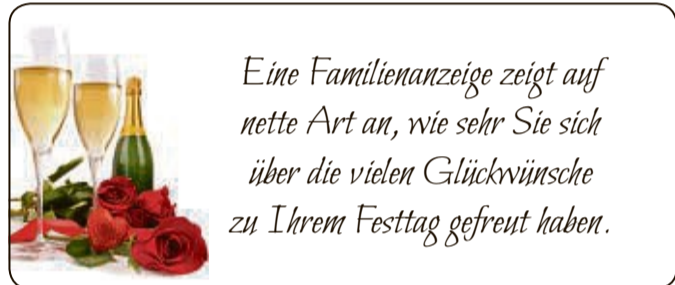 Eine Familienanzeige zeigt auf
nette Art an, wie sehr Sie sich
über die vielen Glückwünsche
zu Ihrem Festtag gefreut haben.